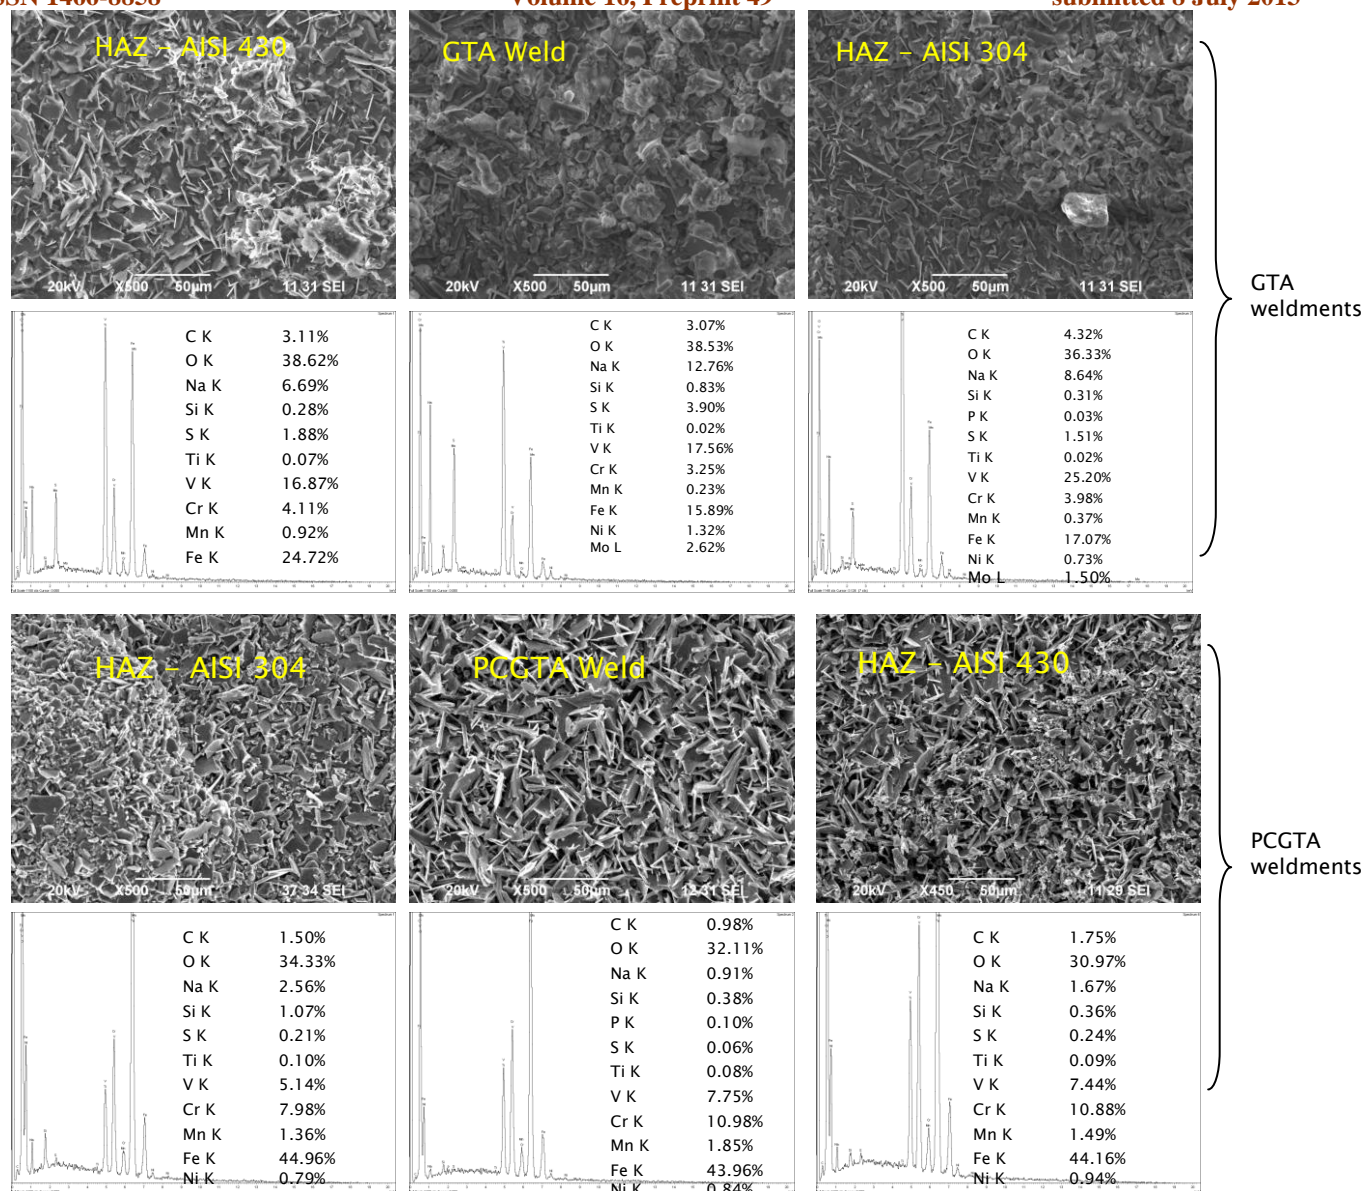 SSN 1466-8858 Volume 16, Preprint 49 submitted 8 July 2013
HAZ – AISI 430
20kV X500 50µm 11 31 SEI
GTA Weld
20kV X500 50µm 11 31 SEI
HAZ – AISI 304
20kV X500 50µm 11 31 SEI
GTA
weldments
C K 3.11%
O K 38.62%
Na K 6.69%
Si K 0.28%
S K 1.88%
Ti K 0.07%
V K 16.87%
Cr K 4.11%
Mn K 0.92%
Fe K 24.72%
C K 3.07%
O K 38.53%
Na K 12.76%
Si K 0.83%
S K 3.90%
Ti K 0.02%
V K 17.56%
Cr K 3.25%
Mn K 0.23%
Fe K 15.89%
Ni K 1.32%
Mo L 2.62%
C K 4.32%
O K 36.33%
Na K 8.64%
Si K 0.31%
P K 0.03%
S K 1.51%
Ti K 0.02%
V K 25.20%
Cr K 3.98%
Mn K 0.37%
Fe K 17.07%
Ni K 0.73%
Mo L 1.50%
HAZ – AISI 304
20kV X500 50µm 37 34 SEI
PCGTA Weld
20kV X500 50µm 12 31 SEI
HAZ – AISI 430
20kV X450 50µm 11 29 SEI
PCGTA
weldments
C K 1.50%
O K 34.33%
Na K 2.56%
Si K 1.07%
S K 0.21%
Ti K 0.10%
V K 5.14%
Cr K 7.98%
Mn K 1.36%
Fe K 44.96%
Ni K 0.79%
C K 0.98%
O K 32.11%
Na K 0.91%
Si K 0.38%
P K 0.10%
S K 0.06%
Ti K 0.08%
V K 7.75%
Cr K 10.98%
Mn K 1.85%
Fe K 43.96%
Ni K 0.84%
C K 1.75%
O K 30.97%
Na K 1.67%
Si K 0.36%
S K 0.24%
Ti K 0.09%
V K 7.44%
Cr K 10.88%
Mn K 1.49%
Fe K 44.16%
Ni K 0.94%